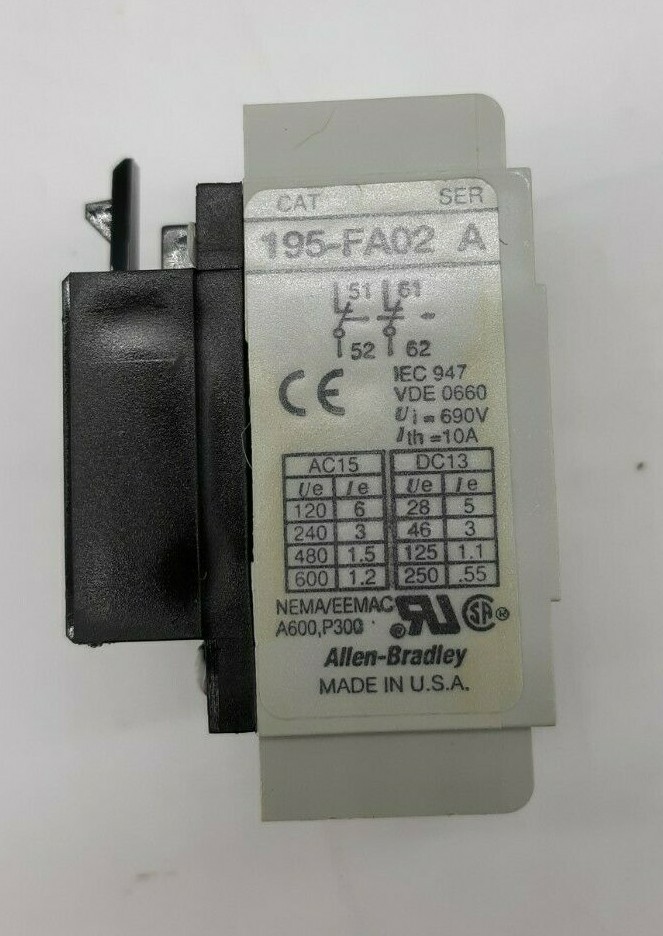 CAT SER
195-FA02 A
51 61
52 62
CE IEC 947
VDE 0660
Ui = 690V
Ith =10A
AC15 DC13
Ue Ie Ue Ie
120 6 28 5
240 3 46 3
480 1.5 125 1.1
600 1.2 250 .55
NEMA/EEMAC
A600,P300 ® RU SA ®
Allen-Bradley
MADE IN U.S.A.